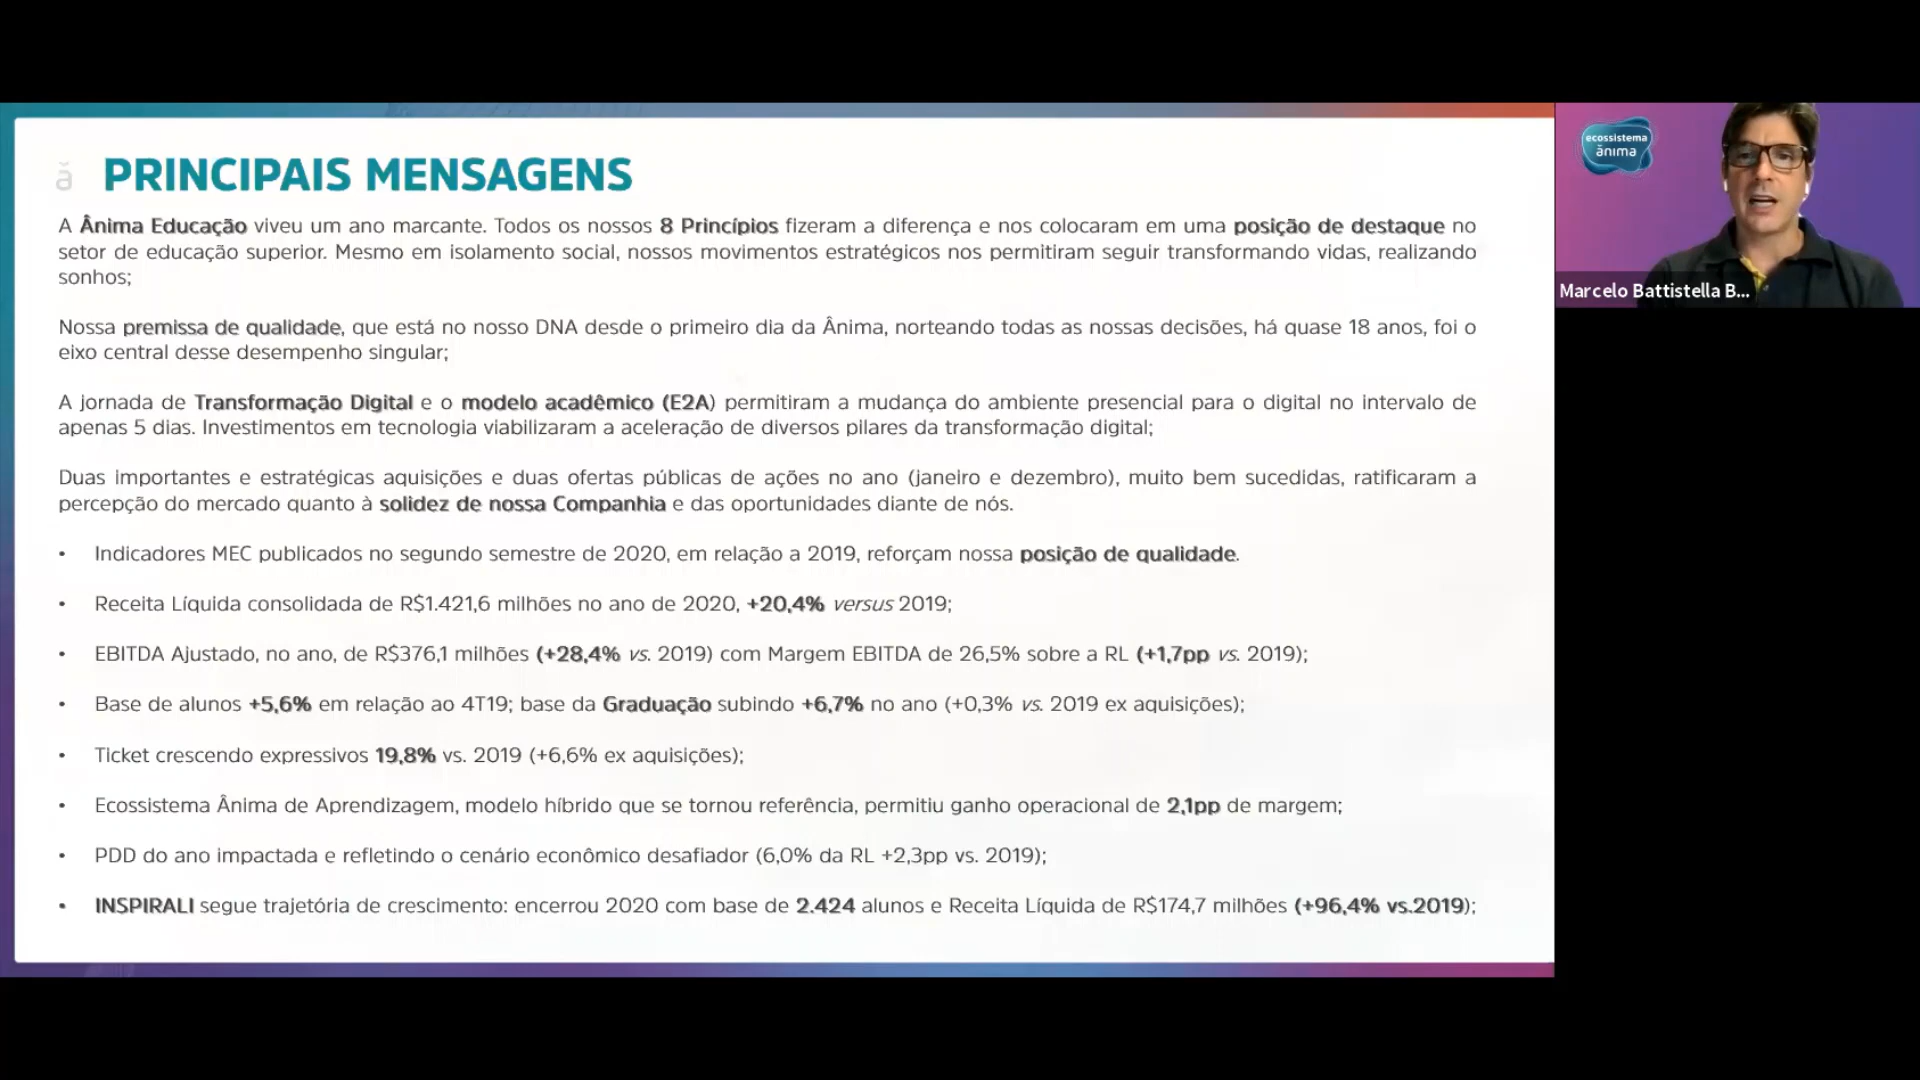 ă PRINCIPAIS MENSAGENS
A Ânima Educação viveu um ano marcante. Todos os nossos 8 Princípios fizeram a diferença e nos colocaram em uma posição de destaque no
setor de educação superior. Mesmo em isolamento social, nossos movimentos estratégicos nos permitiram seguir transformando vidas, realizando
sonhos;
Nossa premissa de qualidade, que está no nosso DNA desde o primeiro dia da Ânima, norteando todas as nossas decisões, há quase 18 anos, foi o
eixo central desse desempenho singular;
A jornada de Transformação Digital e o modelo acadêmico (E2A) permitiram a mudança do ambiente presencial para o digital no intervalo de
apenas 5 dias. Investimentos em tecnologia viabilizaram a aceleração de diversos pilares da transformação digital;
Duas importantes e estratégicas aquisições e duas ofertas públicas de ações no ano (janeiro e dezembro), muito bem sucedidas, ratificaram a
percepção do mercado quanto à solidez de nossa Companhia e das oportunidades diante de nós.
• Indicadores MEC publicados no segundo semestre de 2020, em relação a 2019, reforçam nossa posição de qualidade.
• Receita Líquida consolidada de R$1.421,6 milhões no ano de 2020, +20,4% versus 2019;
• EBITDA Ajustado, no ano, de R$376,1 milhões (+28,4% vs. 2019) com Margem EBITDA de 26,5% sobre a RL (+1,7pp vs. 2019);
• Base de alunos +5,6% em relação ao 4T19; base da Graduação subindo +6,7% no ano (+0,3% vs. 2019 ex aquisições);
• Ticket crescendo expressivos 19,8% vs. 2019 (+6,6% ex aquisições);
• Ecossistema Ânima de Aprendizagem, modelo híbrido que se tornou referência, permitiu ganho operacional de 2,1pp de margem;
• PDD do ano impactada e refletindo o cenário econômico desafiador (6,0% da RL +2,3pp vs. 2019);
• INSPIRALI segue trajetória de crescimento: encerrou 2020 com base de 2.424 alunos e Receita Líquida de R$174,7 milhões (+96,4% vs.2019);
ecossistema
ănıma
Marcelo Battistella B...